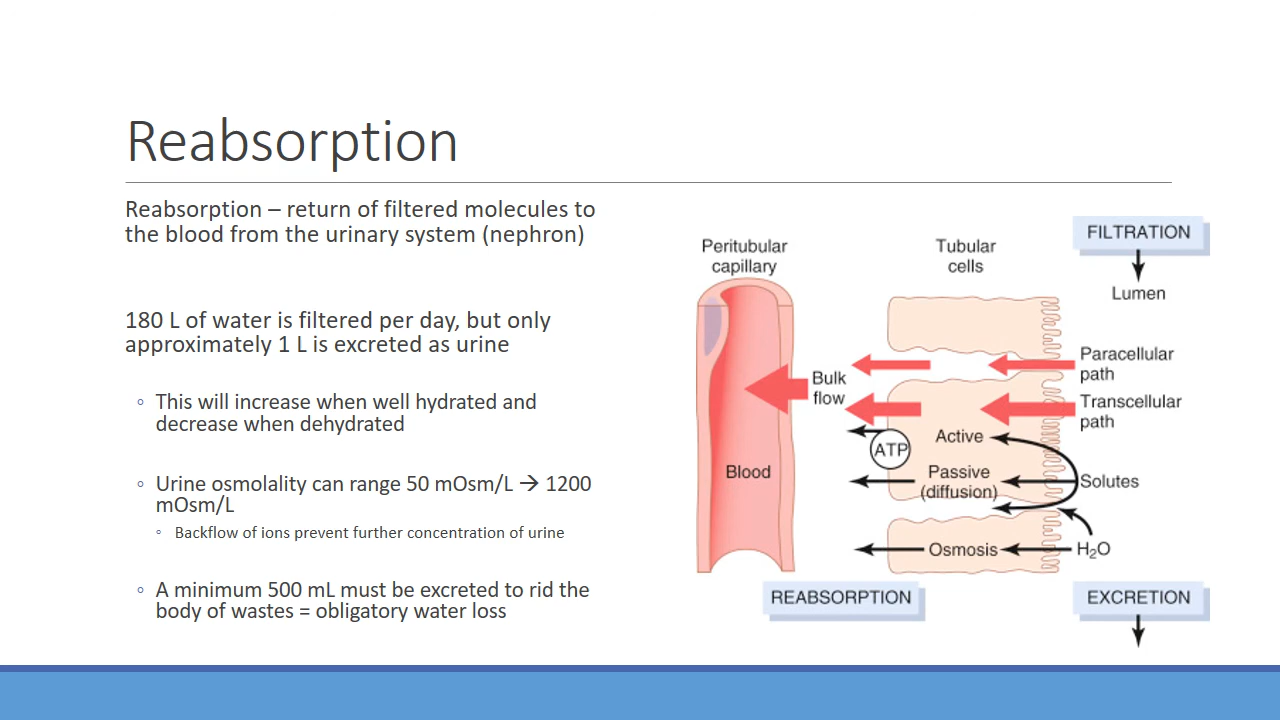 Reabsorption
Reabsorption – return of filtered molecules to
the blood from the urinary system (nephron)
180 L of water is filtered per day, but only
approximately 1 L is excreted as urine
◦ This will increase when well hydrated and
decrease when dehydrated
◦ Urine osmolality can range 50 mOsm/L → 1200
mOsm/L
◦ Backflow of ions prevent further concentration of urine
◦ A minimum 500 mL must be excreted to rid the
body of wastes = obligatory water loss
Peritubular
capillary
Tubular
cells
FILTRATION
Lumen
Paracellular
path
Bulk
flow
Transcellular
path
Active
ATP
Blood
Passive
(diffusion)
Solutes
Osmosis
H₂O
REABSORPTION
EXCRETION